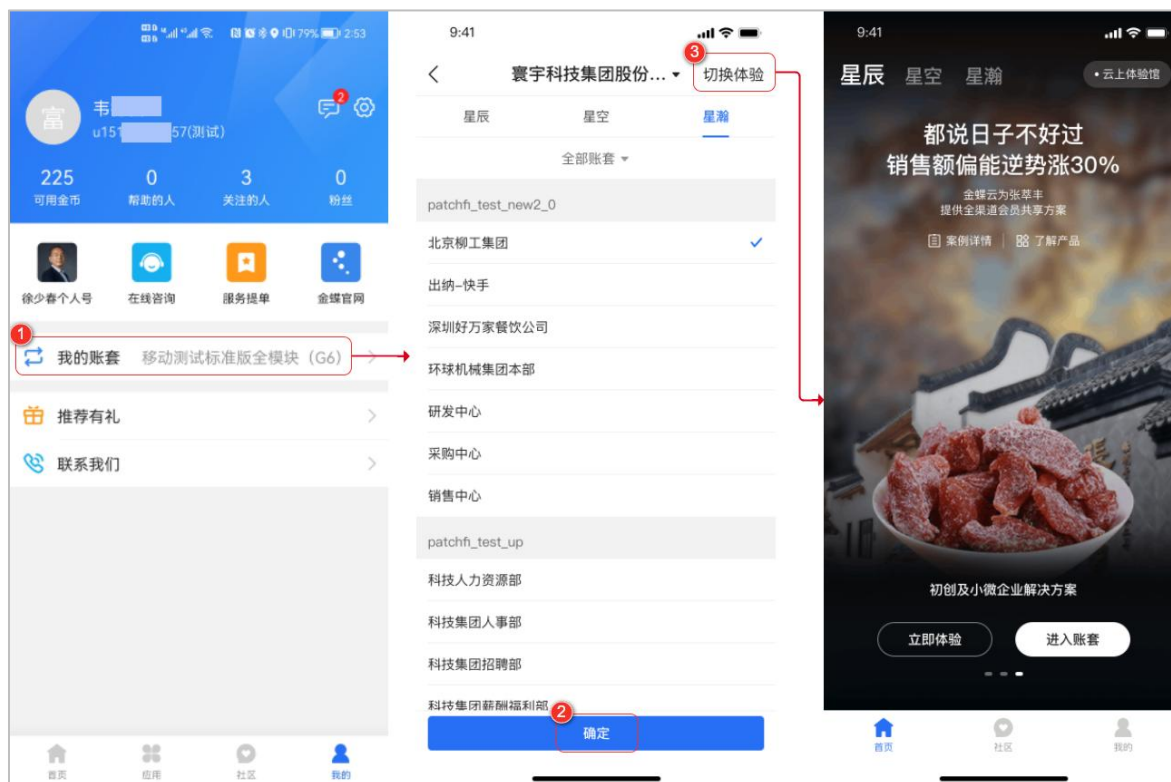 79% 2:53
2
富
韦
u151 57(测试)
225 0 3 0
可用金币 帮助的人 关注的人 粉丝
徐少春个人号 在线咨询 服务提单 金蝶官网
1
我的账套 移动测试标准版全模块（G6）
推荐有礼
联系我们
首页 应用 社区 我的
9:41
3
寰宇科技集团股份... 切换体验
星辰 星空 星瀚
全部账套
patchfi_test_new2_0
北京柳工集团
出纳–快手
深圳好万家餐饮公司
环球机械集团本部
研发中心
采购中心
销售中心
patchfi_test_up
科技人力资源部
科技集团人事部
科技集团招聘部
科技集团薪酬福利部
2
确定
9:41
星辰 星空 星瀚 •云上体验馆
都说日子不好过
销售额偏能逆势涨30%
金蝶云为张萃丰
提供全渠道会员共享方案
案例详情 了解产品
初创及小微企业解决方案
立即体验 进入账套
首页 社区 我的